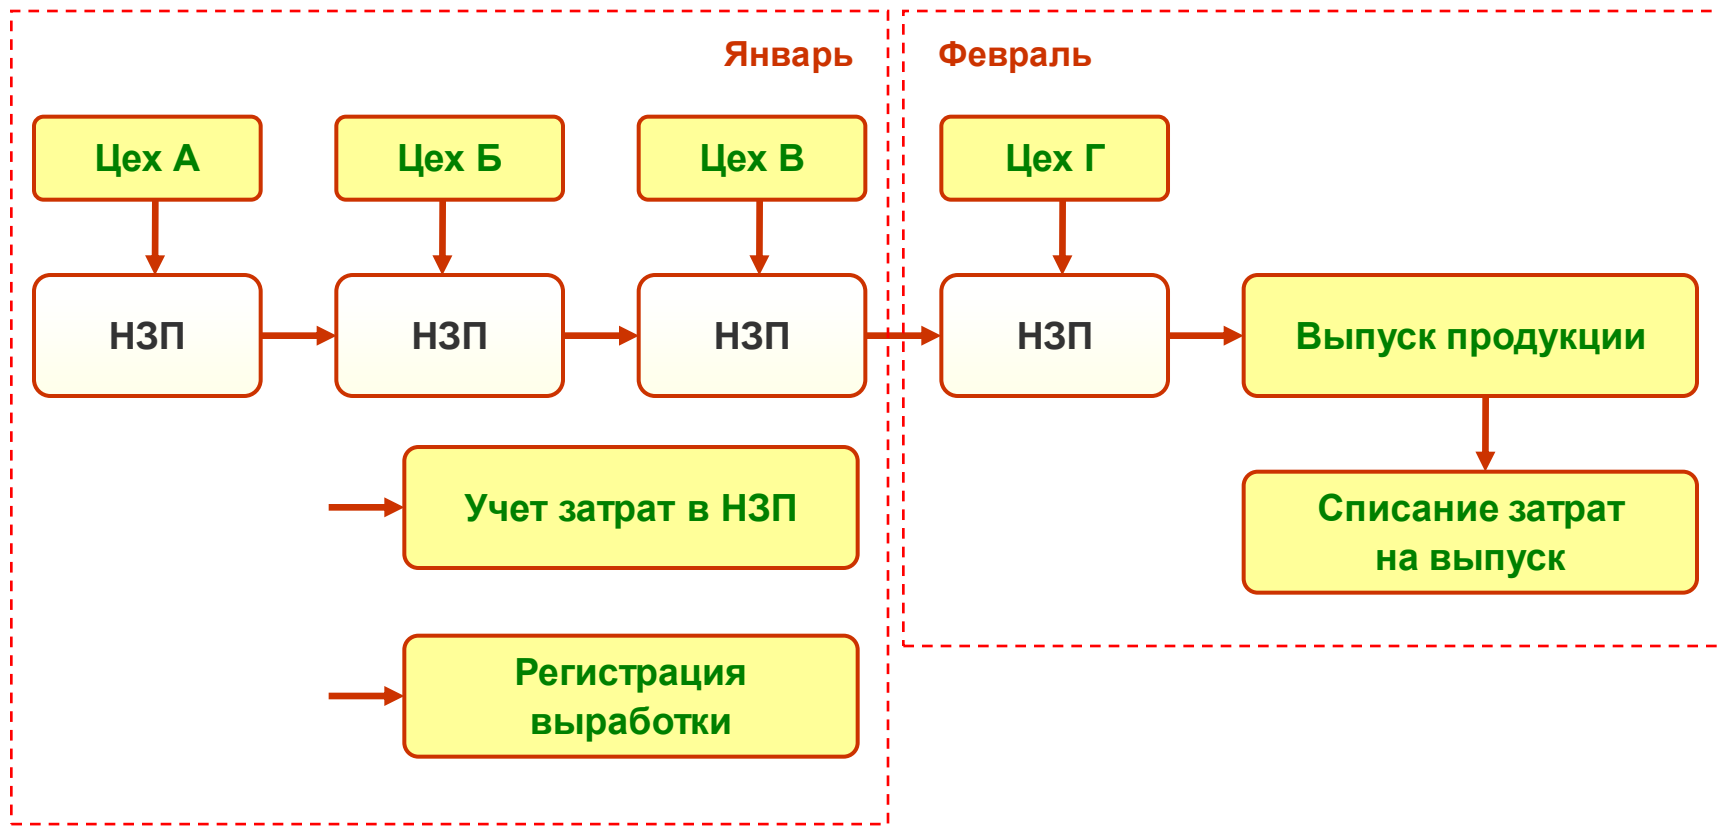 Январь
Февраль
Цех А
Цех Б
Цех В
Цех Г
НЗП
НЗП
НЗП
НЗП
Выпуск продукции
Учет затрат в НЗП
Списание затрат
на выпуск
Регистрация
выработки